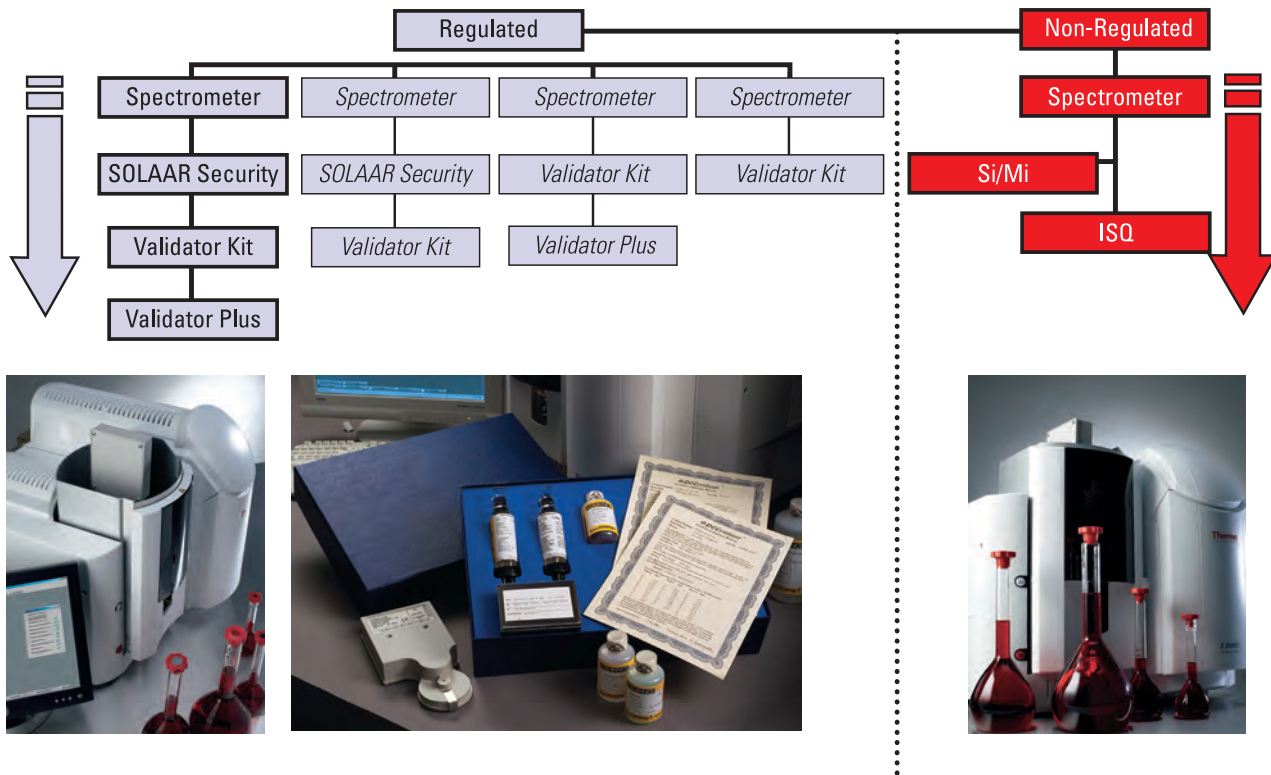 Regulated
Non-Regulated
Spectrometer
Spectrometer
Spectrometer
Spectrometer
Spectrometer
SOLAAR Security
SOLAAR Security
Validator Kit
Validator Kit
Si/Mi
Validator Kit
Validator Kit
Validator Plus
ISQ
Validator Plus
Thermo